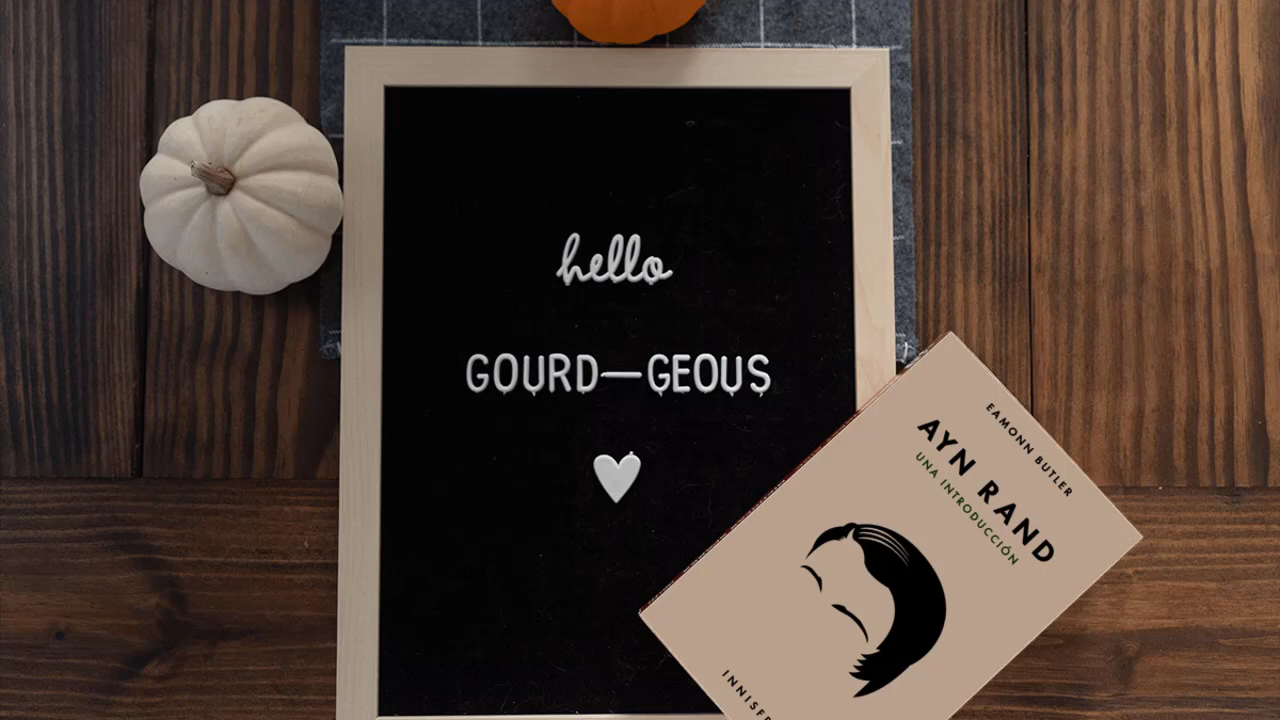 hello
GOURD—GEOUS
EAMONN BUTLER
AYN RAND
UNA INTRODUCCIÓN